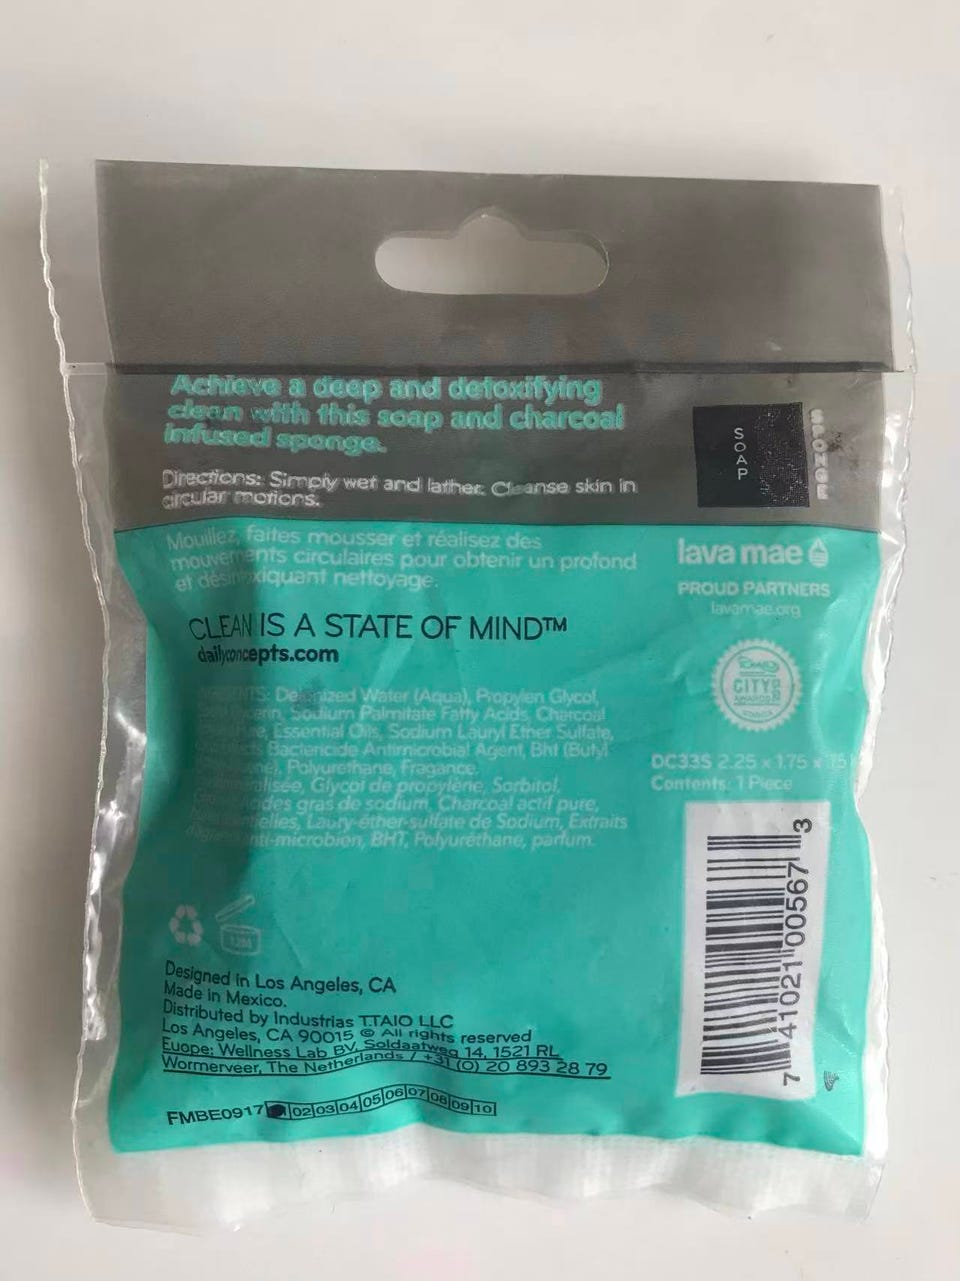 Achieve a deep and detoxifying
clean with this soap and charcoal
infused sponge.
Directions: Simply wet and lather. Cleanse skin in
circular motions.
SOAP
SPONGE
Mouillez, faites mousser et réalisez des
mouvements circulaires pour obtenir un profond
et désintoxiquant nettoyage.
CLEAN IS A STATE OF MIND™
dailyconcepts.com
lava mae
PROUD PARTNERS
lavamae.org
CITY
AWARDS
Deionized Water (Aqua), Propylen Glycol,
Sodium Palmitate Fatty Acids, Charcoal
Essential Oils, Sodium Lauryl Ether Sulfate,
Bactericide Antimicrobial Agent, Bht (Butyl
Polyurethane, Fragance.
Glycol de propylène, Sorbitol,
gras de sodium, Charcoal actif pure,
Laury-éther-sulfate de Sodium, Extraits
anti-microbien, BHT, Polyuréthane, parfum.
DC33S 2.25 x 1.75 x .75
Contents: 1 Piece
7 41021 00567 3
12M
Designed in Los Angeles, CA
Made in Mexico.
Distributed by Industrias TTAIO LLC
Los Angeles, CA 90015 © All rights reserved
Euope: Wellness Lab BV, Soldaatweg 14, 1521 RL
Wormerveer, The Netherlands / +31 (0) 20 893 28 79
FMBE0917 02 03 04 05 06 07 08 09 10